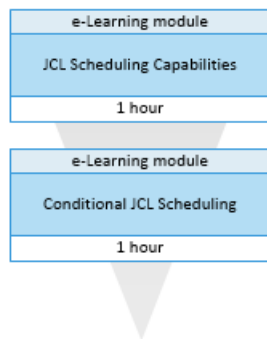 e-Learning module
JCL Scheduling Capabilities
1 hour
e-Learning module
Conditional JCL Scheduling
1 hour